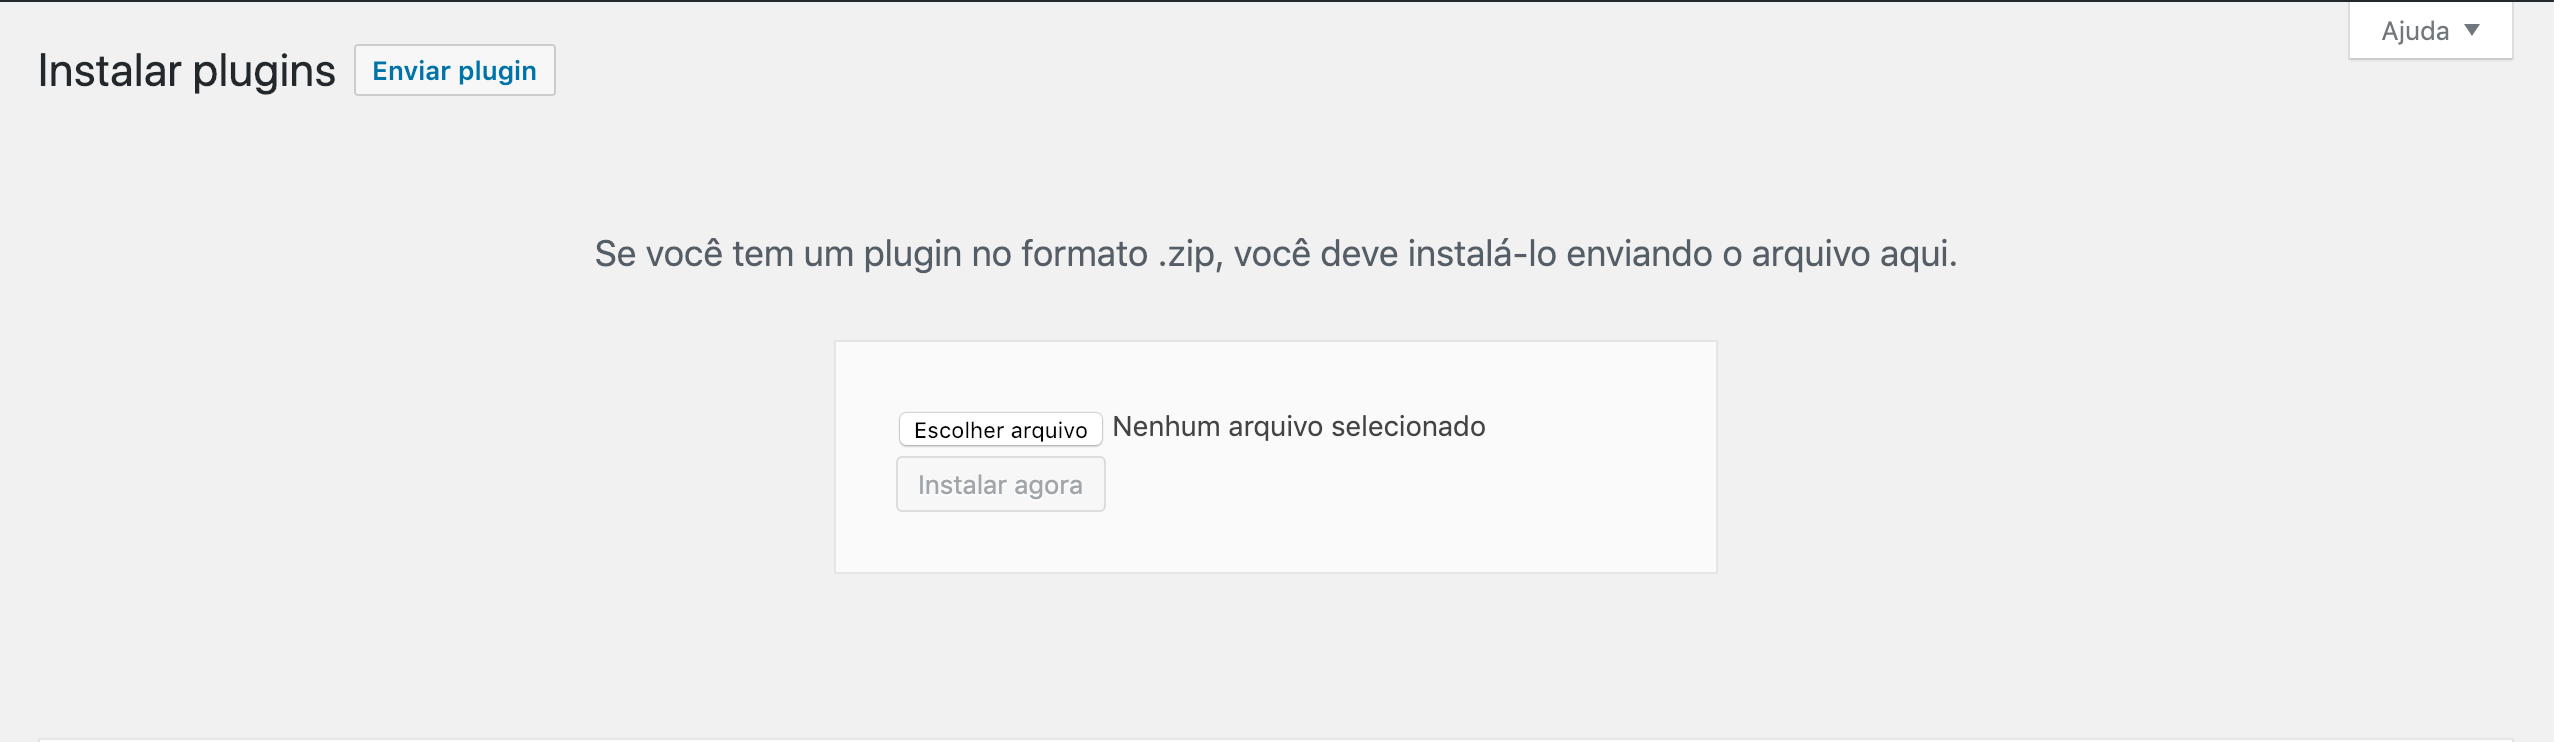 Ajuda
Instalar plugins
Enviar plugin
Se você tem um plugin no formato .zip, você deve instalá-lo enviando o arquivo aqui.
Escolher arquivo Nenhum arquivo selecionado
Instalar agora